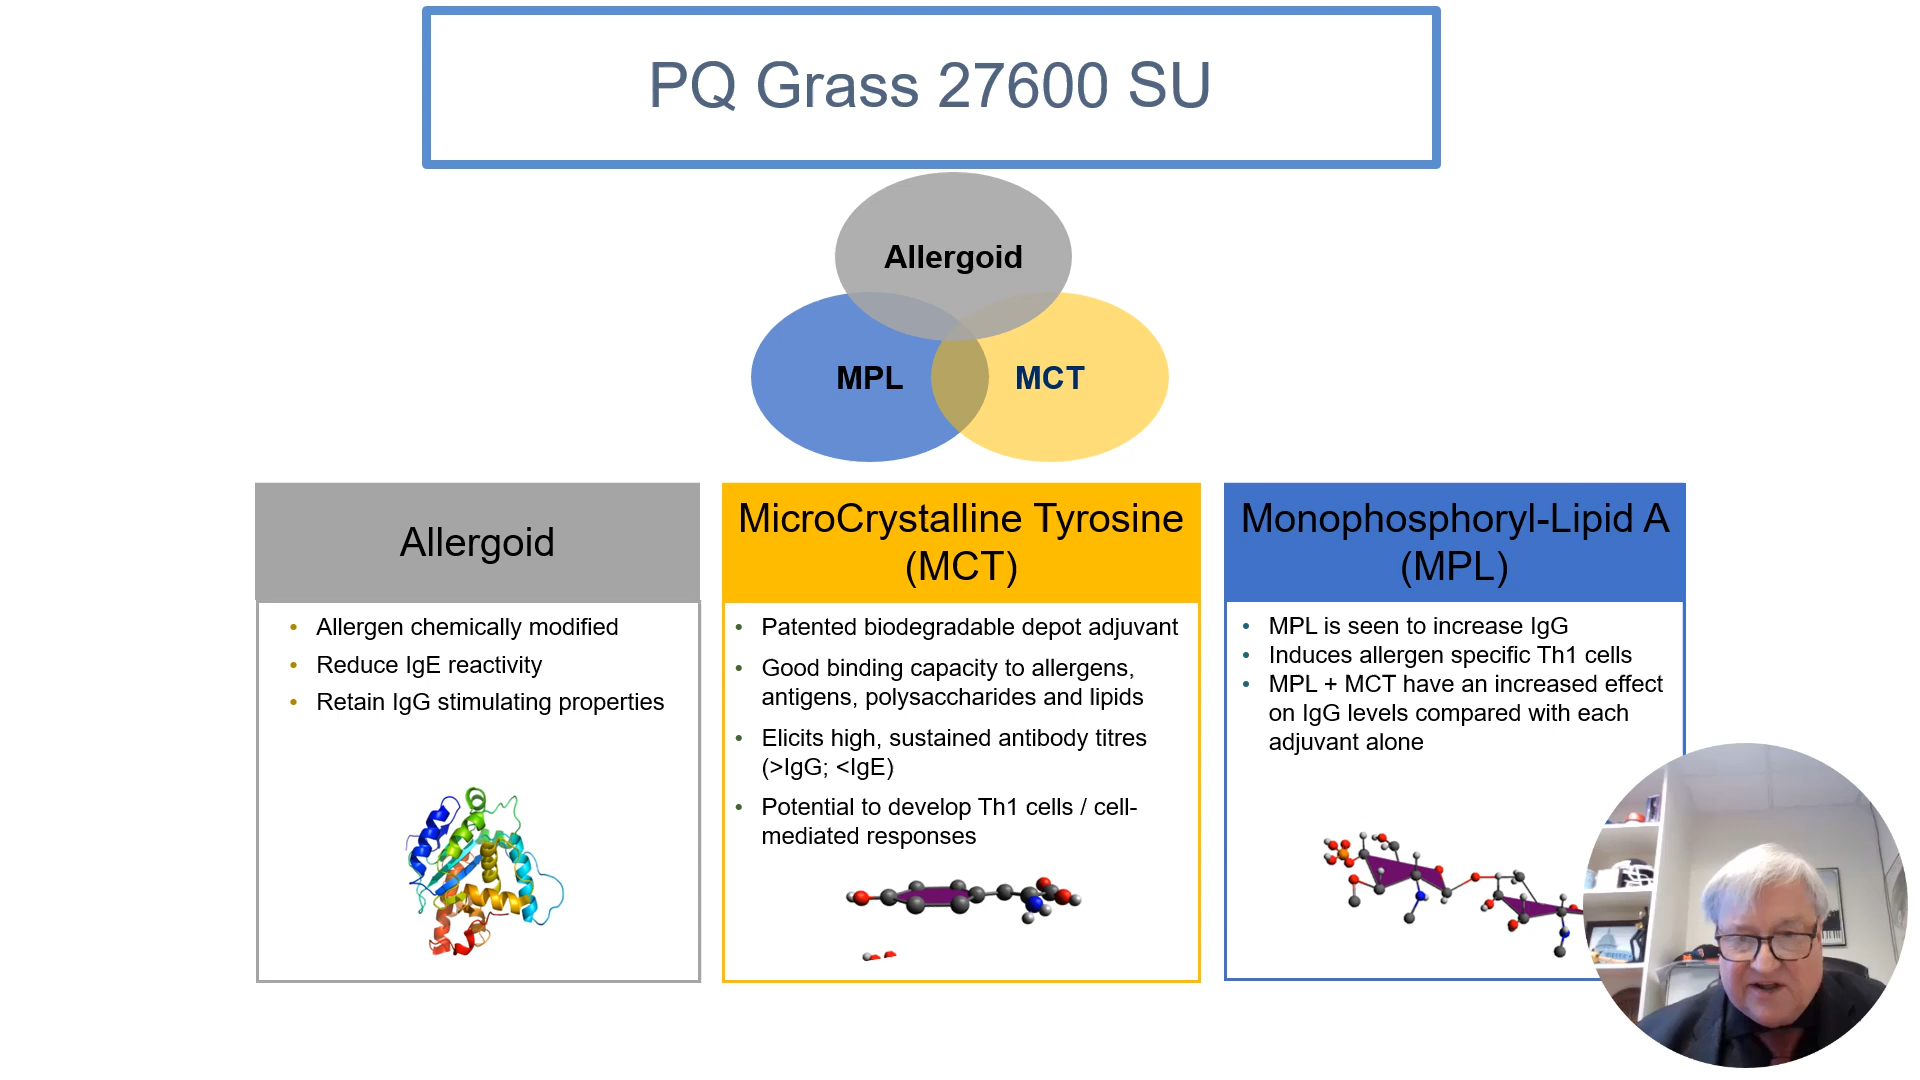 PQ Grass 27600 SU
Allergoid
MPL
MCT
Allergoid
• Allergen chemically modified
• Reduce IgE reactivity
• Retain IgG stimulating properties
MicroCrystalline Tyrosine
(MCT)
• Patented biodegradable depot adjuvant
• Good binding capacity to allergens,
antigens, polysaccharides and lipids
• Elicits high, sustained antibody titres
(>IgG; <IgE)
• Potential to develop Th1 cells / cell-
mediated responses
Monophosphoryl-Lipid A
(MPL)
• MPL is seen to increase IgG
• Induces allergen specific Th1 cells
• MPL + MCT have an increased effect
on IgG levels compared with each
adjuvant alone